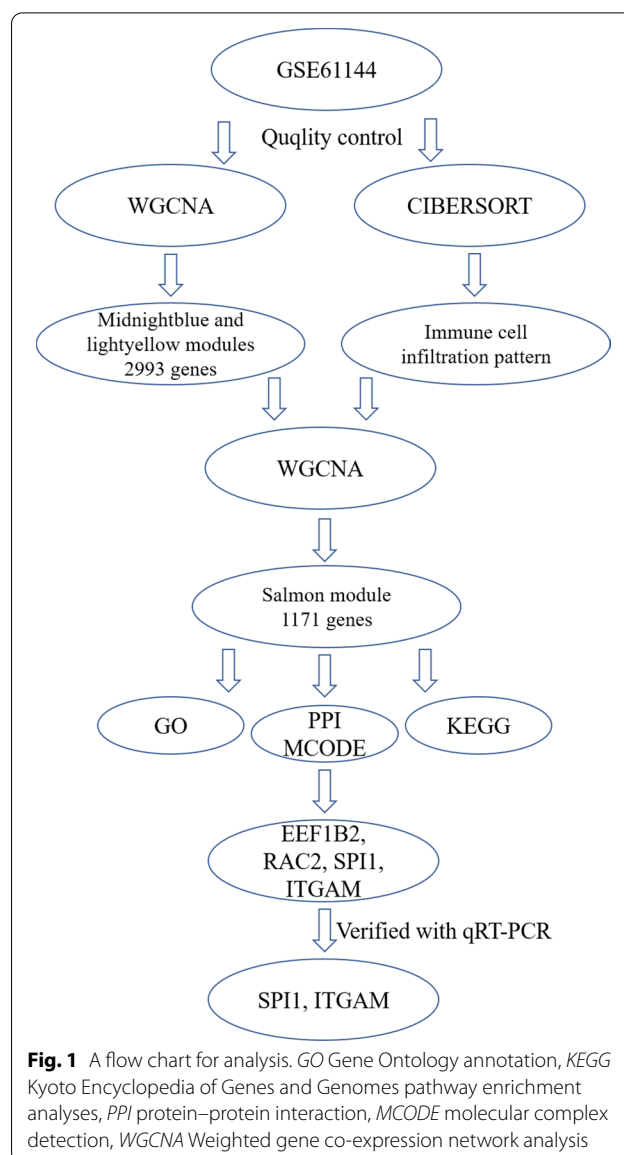 GSE61144
Quqlity control
WGCNA
CIBERSORT
Midnightblue and
lightyellow modules
2993 genes
Immune cell
infiltration pattern
WGCNA
Salmon module
1171 genes
GO
PPI
MCODE
KEGG
EEF1B2,
RAC2, SPI1,
ITGAM
Verified with qRT-PCR
SPI1, ITGAM
Fig. 1 A flow chart for analysis. GO Gene Ontology annotation, KEGG
Kyoto Encyclopedia of Genes and Genomes pathway enrichment
analyses, PPI protein–protein interaction, MCODE molecular complex
detection, WGCNA Weighted gene co-expression network analysis